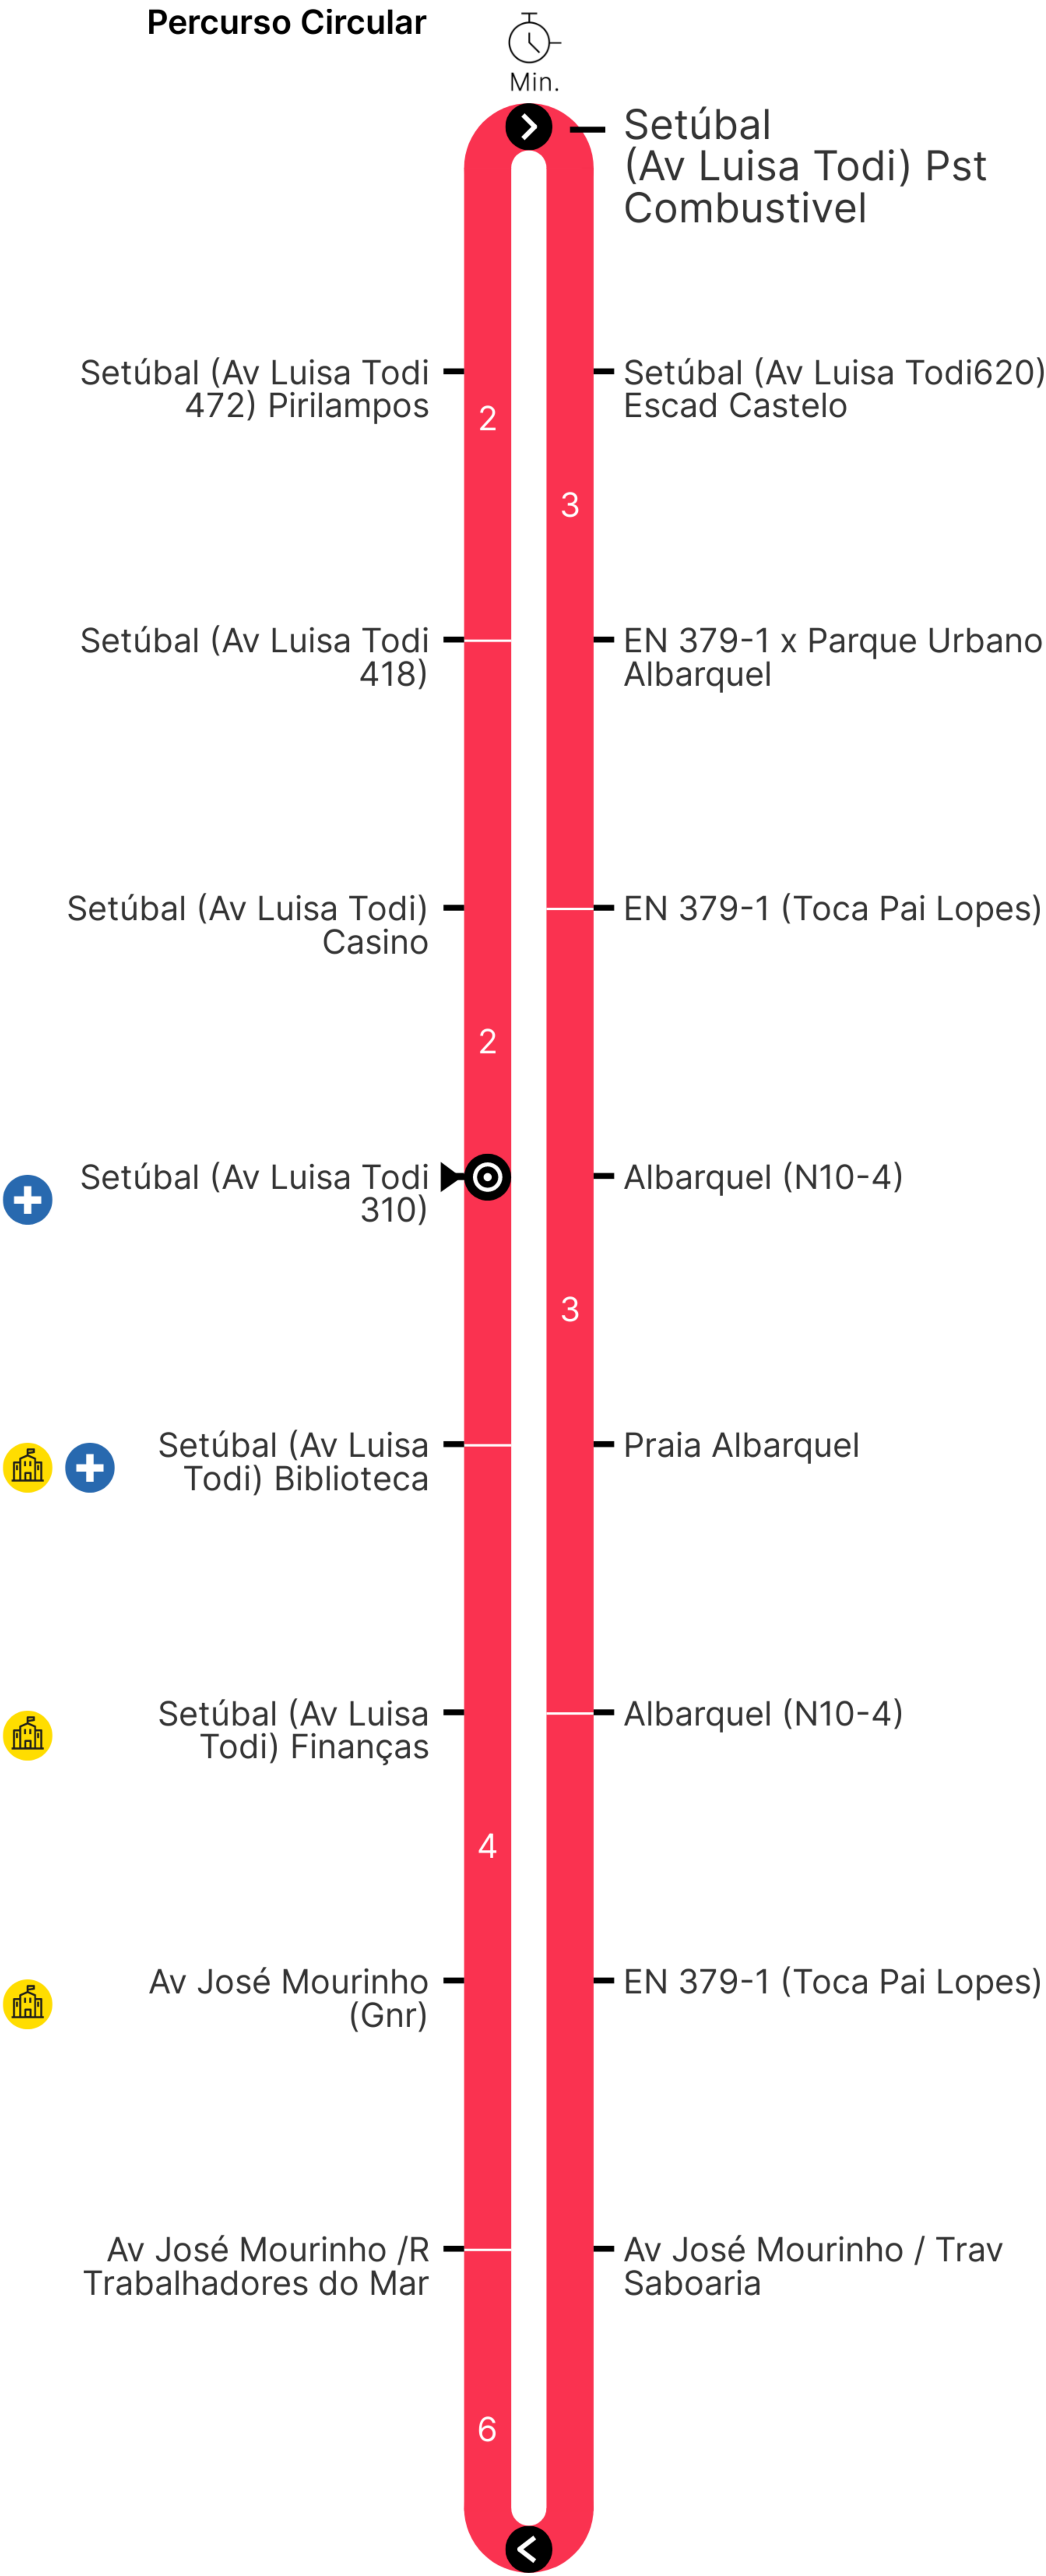 Percurso Circular
Min.
Setúbal
(Av Luisa Todi) Pst
Combustivel
Setúbal (Av Luisa Todi
472) Pirilampos
2
Setúbal (Av Luisa Todi620)
Escad Castelo
3
Setúbal (Av Luisa Todi
418)
EN 379-1 x Parque Urbano
Albarquel
Setúbal (Av Luisa Todi)
Casino
EN 379-1 (Toca Pai Lopes)
2
Setúbal (Av Luisa Todi
310)
Albarquel (N10-4)
3
Setúbal (Av Luisa
Todi) Biblioteca
Praia Albarquel
Setúbal (Av Luisa
Todi) Finanças
Albarquel (N10-4)
4
Av José Mourinho
(Gnr)
EN 379-1 (Toca Pai Lopes)
Av José Mourinho /R
Trabalhadores do Mar
Av José Mourinho / Trav
Saboaria
6